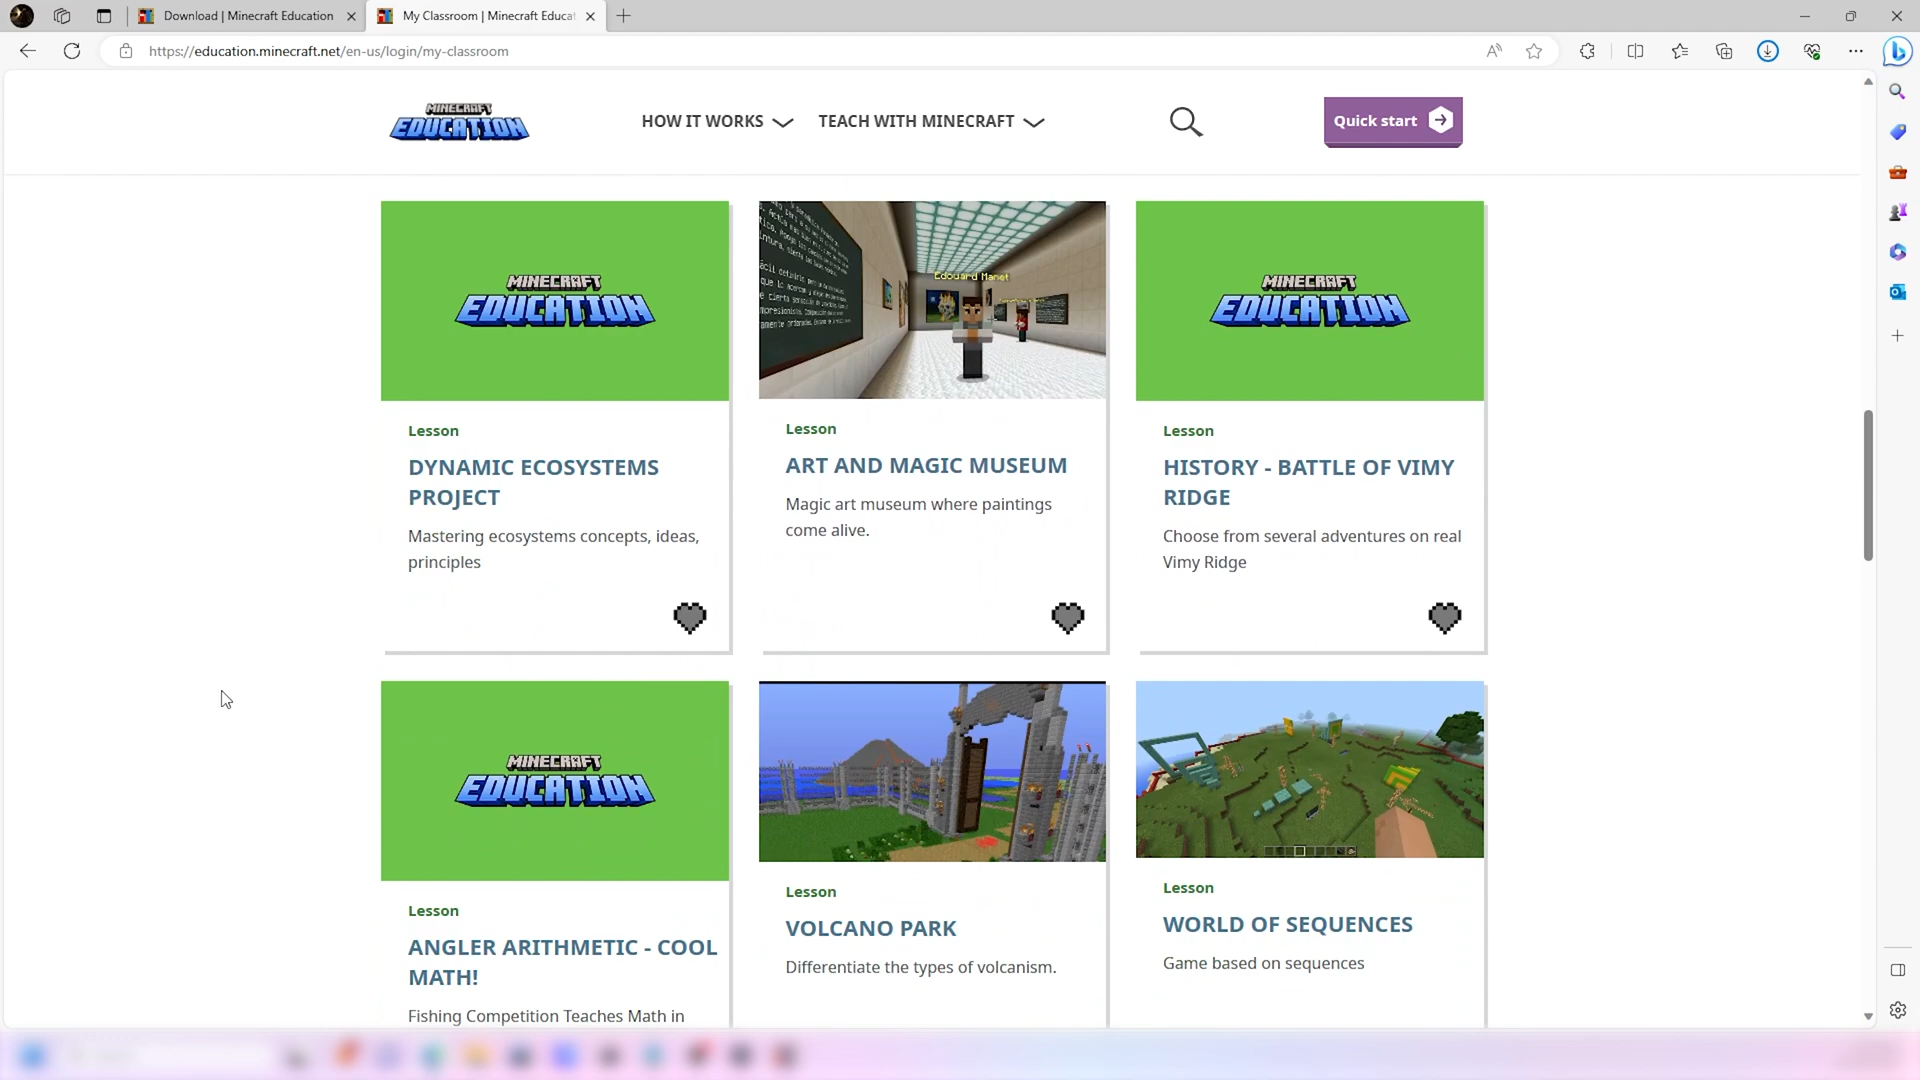 Download | Minecraft Education
My Classroom | Minecraft Educat
https://education.minecraft.net/en-us/login/my-classroom
MINECRAFT
EDUCATION
HOW IT WORKS
TEACH WITH MINECRAFT
Quick start
MINECRAFT
EDUCATION
Edouard Manet
MINECRAFT
EDUCATION
Lesson
DYNAMIC ECOSYSTEMS
PROJECT
Mastering ecosystems concepts, ideas,
principles
Lesson
ART AND MAGIC MUSEUM
Magic art museum where paintings
come alive.
Lesson
HISTORY - BATTLE OF VIMY
RIDGE
Choose from several adventures on real
Vimy Ridge
MINECRAFT
EDUCATION
Lesson
ANGLER ARITHMETIC - COOL
MATH!
Fishing Competition Teaches Math in
Lesson
VOLCANO PARK
Differentiate the types of volcanism.
Lesson
WORLD OF SEQUENCES
Game based on sequences